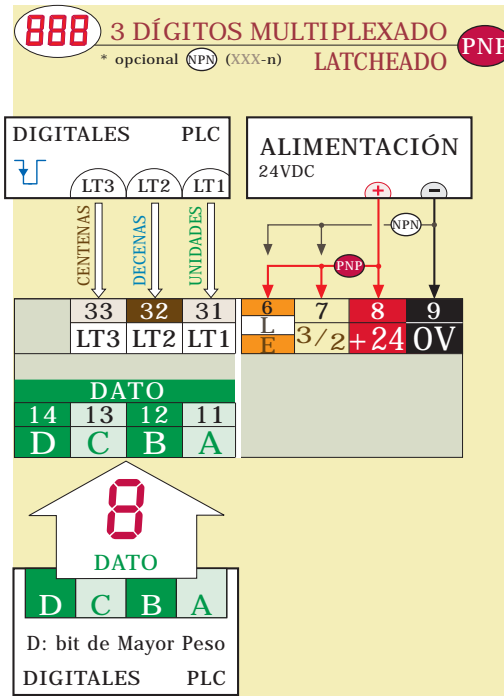 888 3 DÍGITOS MULTIPLEXADO
* opcional NPN (XXX-n) LATCHEADO PNP
DIGITALES PLC
LT3 LT2 LT1
ALIMENTACIÓN
24VDC
+ -
CENTENAS
DECENAS
UNIDADES
NPN
PNP
33 32 31
LT3 LT2 LT1
6 7 8 9
L
E 3/2 +24 0V
DATO
14 13 12 11
D C B A
8
DATO
D C B A
D: bit de Mayor Peso
DIGITALES PLC